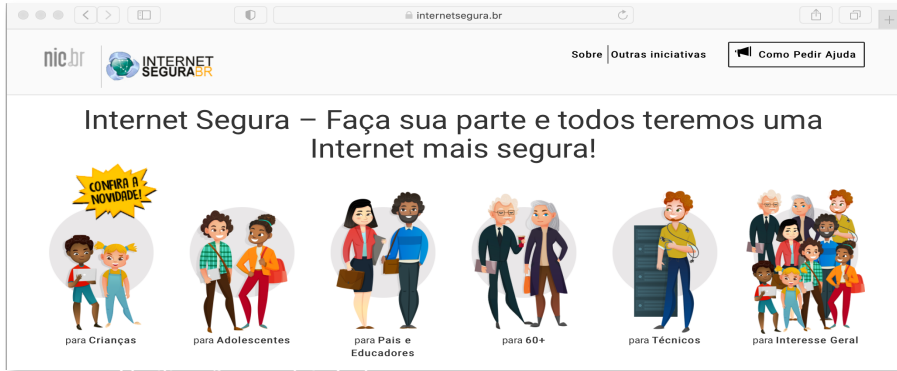 internetsegura.br
nic.br
INTERNET
SEGURABR
Sobre
Outras iniciativas
Como Pedir Ajuda
Internet Segura – Faça sua parte e todos teremos uma
Internet mais segura!
CONFIRA A
NOVIDADE!
para Crianças
para Adolescentes
para Pais e
Educadores
para 60+
para Técnicos
para Interesse Geral